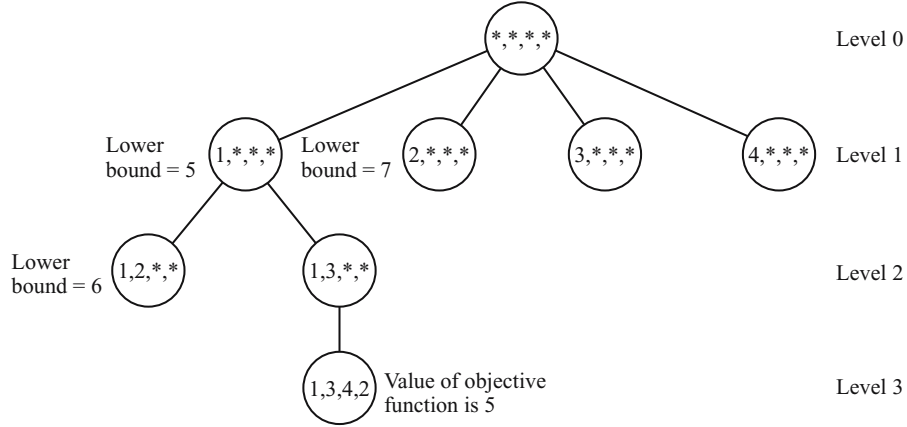 *,*,*,*
Level 0
Lower
bound = 5
1,*,*,*
Lower
bound = 7
2,*,*,*
3,*,*,*
4,*,*,*
Level 1
Lower
bound = 6
1,2,*,*
1,3,*,*
Level 2
1,3,4,2
Value of objective
function is 5
Level 3